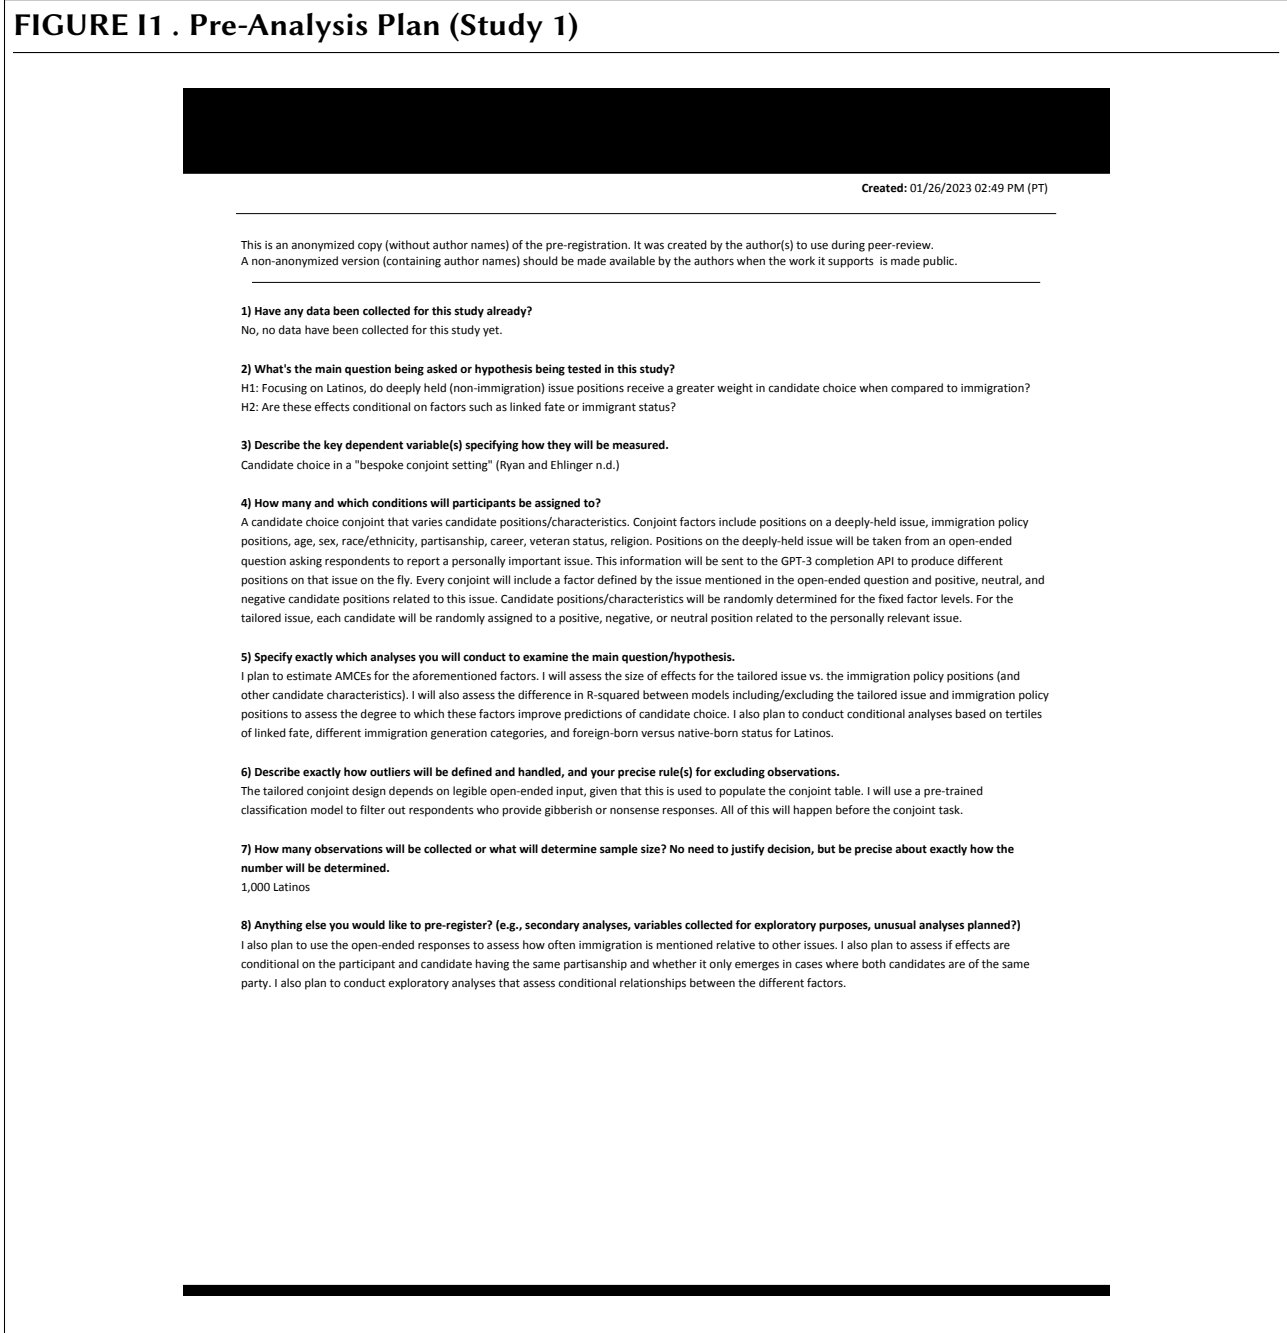 FIGURE I1 . Pre-Analysis Plan (Study 1)
Created: 01/26/2023 02:49 PM (PT)
This is an anonymized copy (without author names) of the pre-registration. It was created by the author(s) to use during peer-review.
A non-anonymized version (containing author names) should be made available by the authors when the work it supports is made public.
1) Have any data been collected for this study already?
No, no data have been collected for this study yet.
2) What's the main question being asked or hypothesis being tested in this study?
H1: Focusing on Latinos, do deeply held (non-immigration) issue positions receive a greater weight in candidate choice when compared to immigration?
H2: Are these effects conditional on factors such as linked fate or immigrant status?
3) Describe the key dependent variable(s) specifying how they will be measured.
Candidate choice in a "bespoke conjoint setting" (Ryan and Ehlinger n.d.)
4) How many and which conditions will participants be assigned to?
A candidate choice conjoint that varies candidate positions/characteristics. Conjoint factors include positions on a deeply-held issue, immigration policy
positions, age, sex, race/ethnicity, partisanship, career, veteran status, religion. Positions on the deeply-held issue will be taken from an open-ended
question asking respondents to report a personally important issue. This information will be sent to the GPT-3 completion API to produce different
positions on that issue on the fly. Every conjoint will include a factor defined by the issue mentioned in the open-ended question and positive, neutral, and
negative candidate positions related to this issue. Candidate positions/characteristics will be randomly determined for the fixed factor levels. For the
tailored issue, each candidate will be randomly assigned to a positive, negative, or neutral position related to the personally relevant issue.
5) Specify exactly which analyses you will conduct to examine the main question/hypothesis.
I plan to estimate AMCEs for the aforementioned factors. I will assess the size of effects for the tailored issue vs. the immigration policy positions (and
other candidate characteristics). I will also assess the difference in R-squared between models including/excluding the tailored issue and immigration policy
positions to assess the degree to which these factors improve predictions of candidate choice. I also plan to conduct conditional analyses based on tertiles
of linked fate, different immigration generation categories, and foreign-born versus native-born status for Latinos.
6) Describe exactly how outliers will be defined and handled, and your precise rule(s) for excluding observations.
The tailored conjoint design depends on legible open-ended input, given that this is used to populate the conjoint table. I will use a pre-trained
classification model to filter out respondents who provide gibberish or nonsense responses. All of this will happen before the conjoint task.
7) How many observations will be collected or what will determine sample size? No need to justify decision, but be precise about exactly how the
number will be determined.
1,000 Latinos
8) Anything else you would like to pre-register? (e.g., secondary analyses, variables collected for exploratory purposes, unusual analyses planned?)
I also plan to use the open-ended responses to assess how often immigration is mentioned relative to other issues. I also plan to assess if effects are
conditional on the participant and candidate having the same partisanship and whether it only emerges in cases where both candidates are of the same
party. I also plan to conduct exploratory analyses that assess conditional relationships between the different factors.